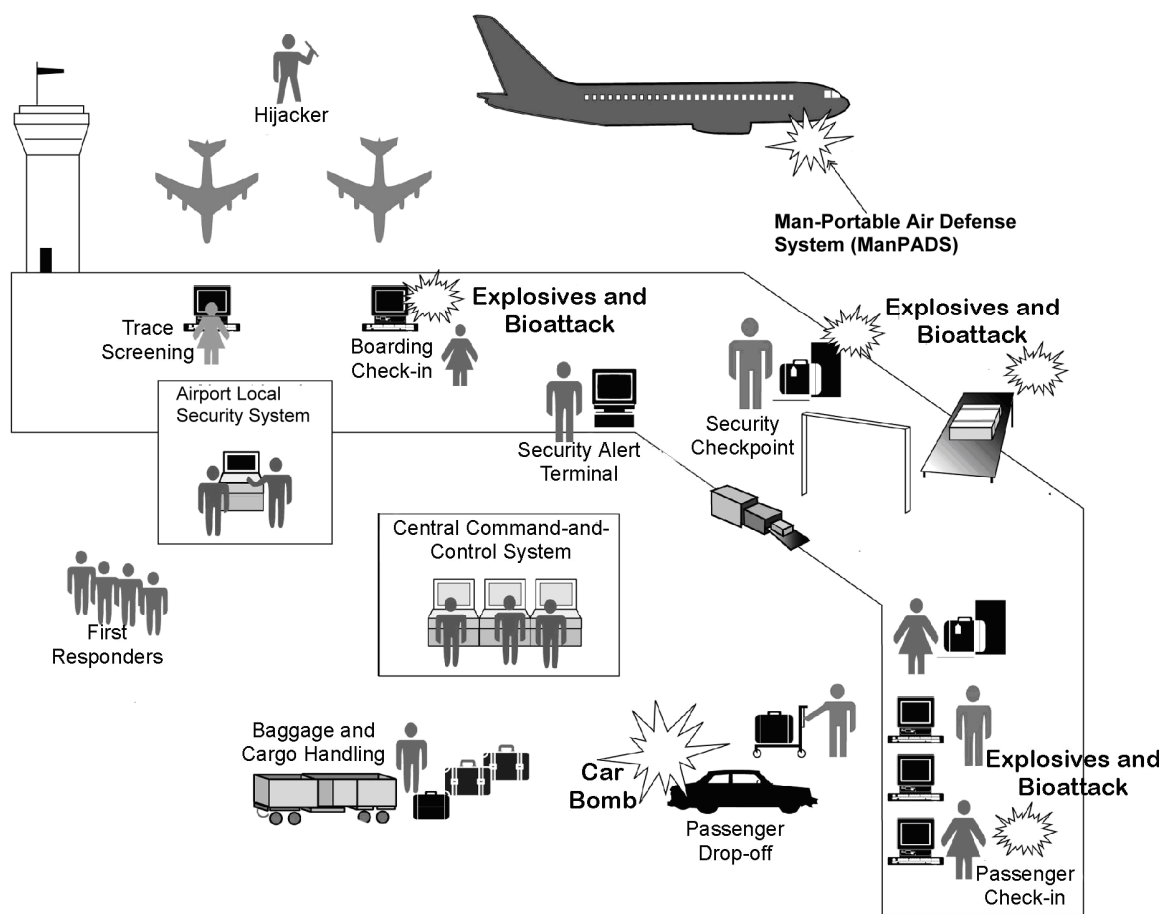 Hijacker
Man-Portable Air Defense
System (ManPADS)
Trace
Screening
Boarding
Check-in
Explosives and
Bioattack
Explosives and
Bioattack
Airport Local
Security System
Security Alert
Terminal
Security
Checkpoint
Central Command-and-
Control System
First
Responders
Baggage and
Cargo Handling
Car
Bomb
Passenger
Drop-off
Explosives and
Bioattack
Passenger
Check-in